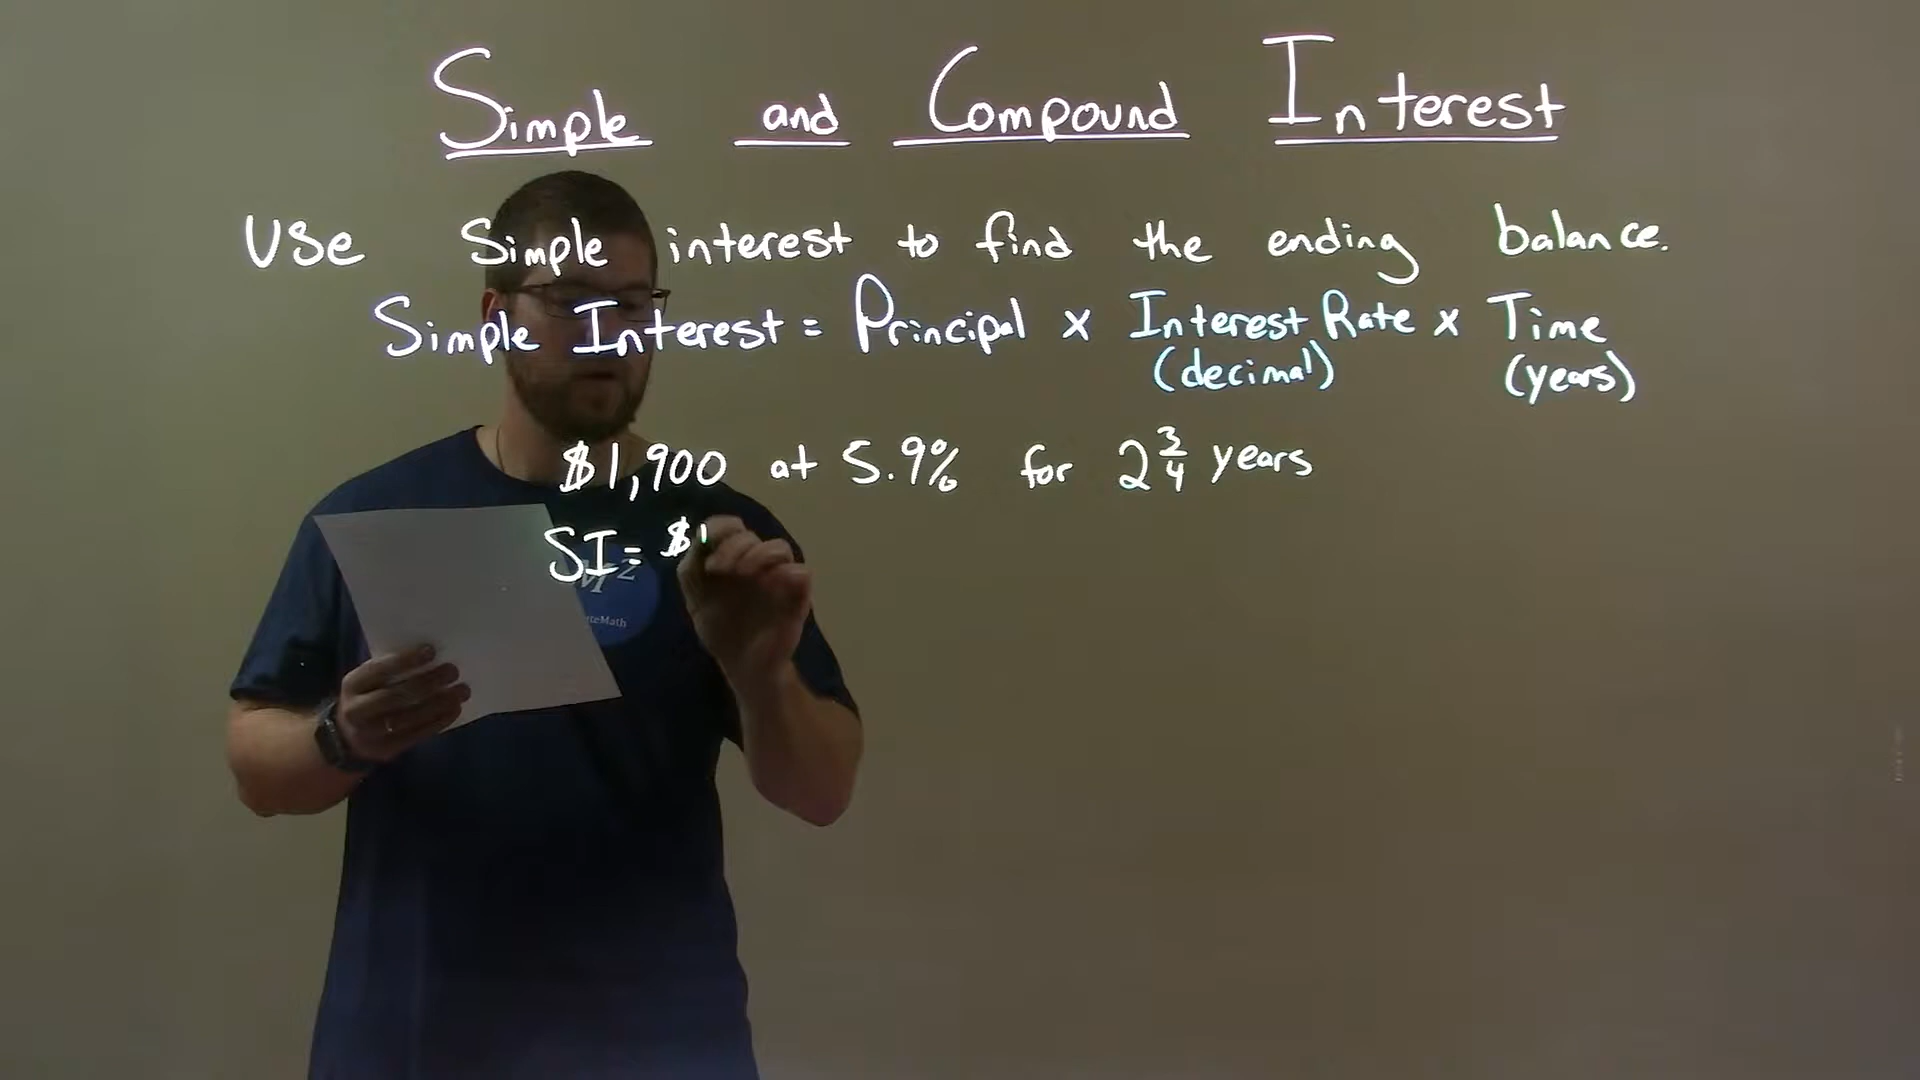 Simple and Compound Interest
Use Simple interest to find the ending balance.
Simple Interest = Principal x Interest Rate x Time
(decimal) (years)
$1,900 at 5.9% for 2 3/4 years
SI = $1